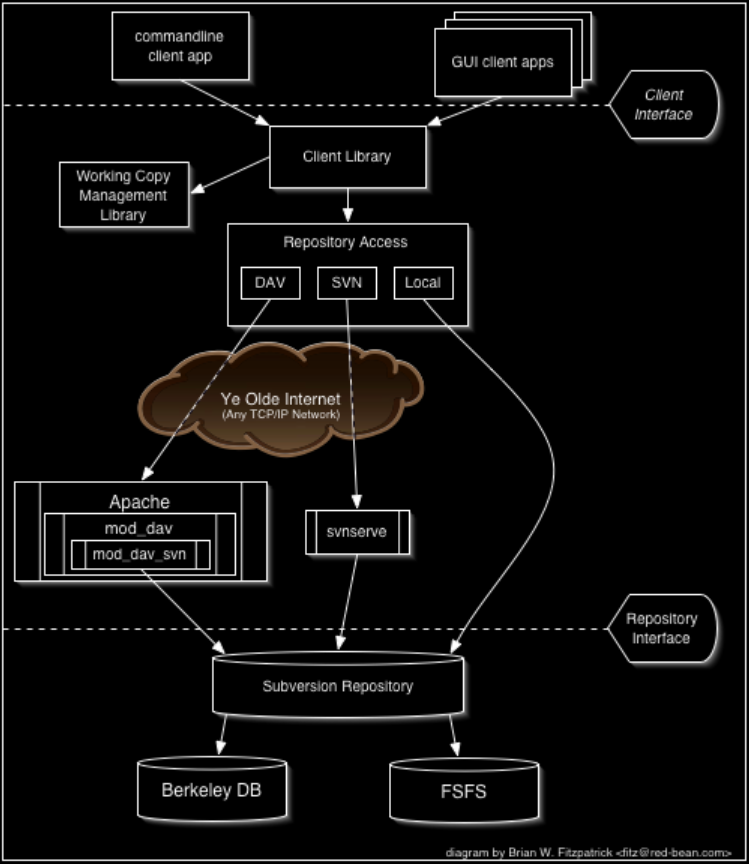 commandline
client app
GUI client apps
Client
Interface
Client Library
Working Copy
Management
Library
Repository Access
DAV
SVN
Local
Ye Olde Internet
(Any TCP/IP Network)
Apache
mod_dav
mod_dav_svn
svnserve
Repository
Interface
Subversion Repository
Berkeley DB
FSFS
diagram by Brian W. Fitzpatrick <fitz@red-bean.com>